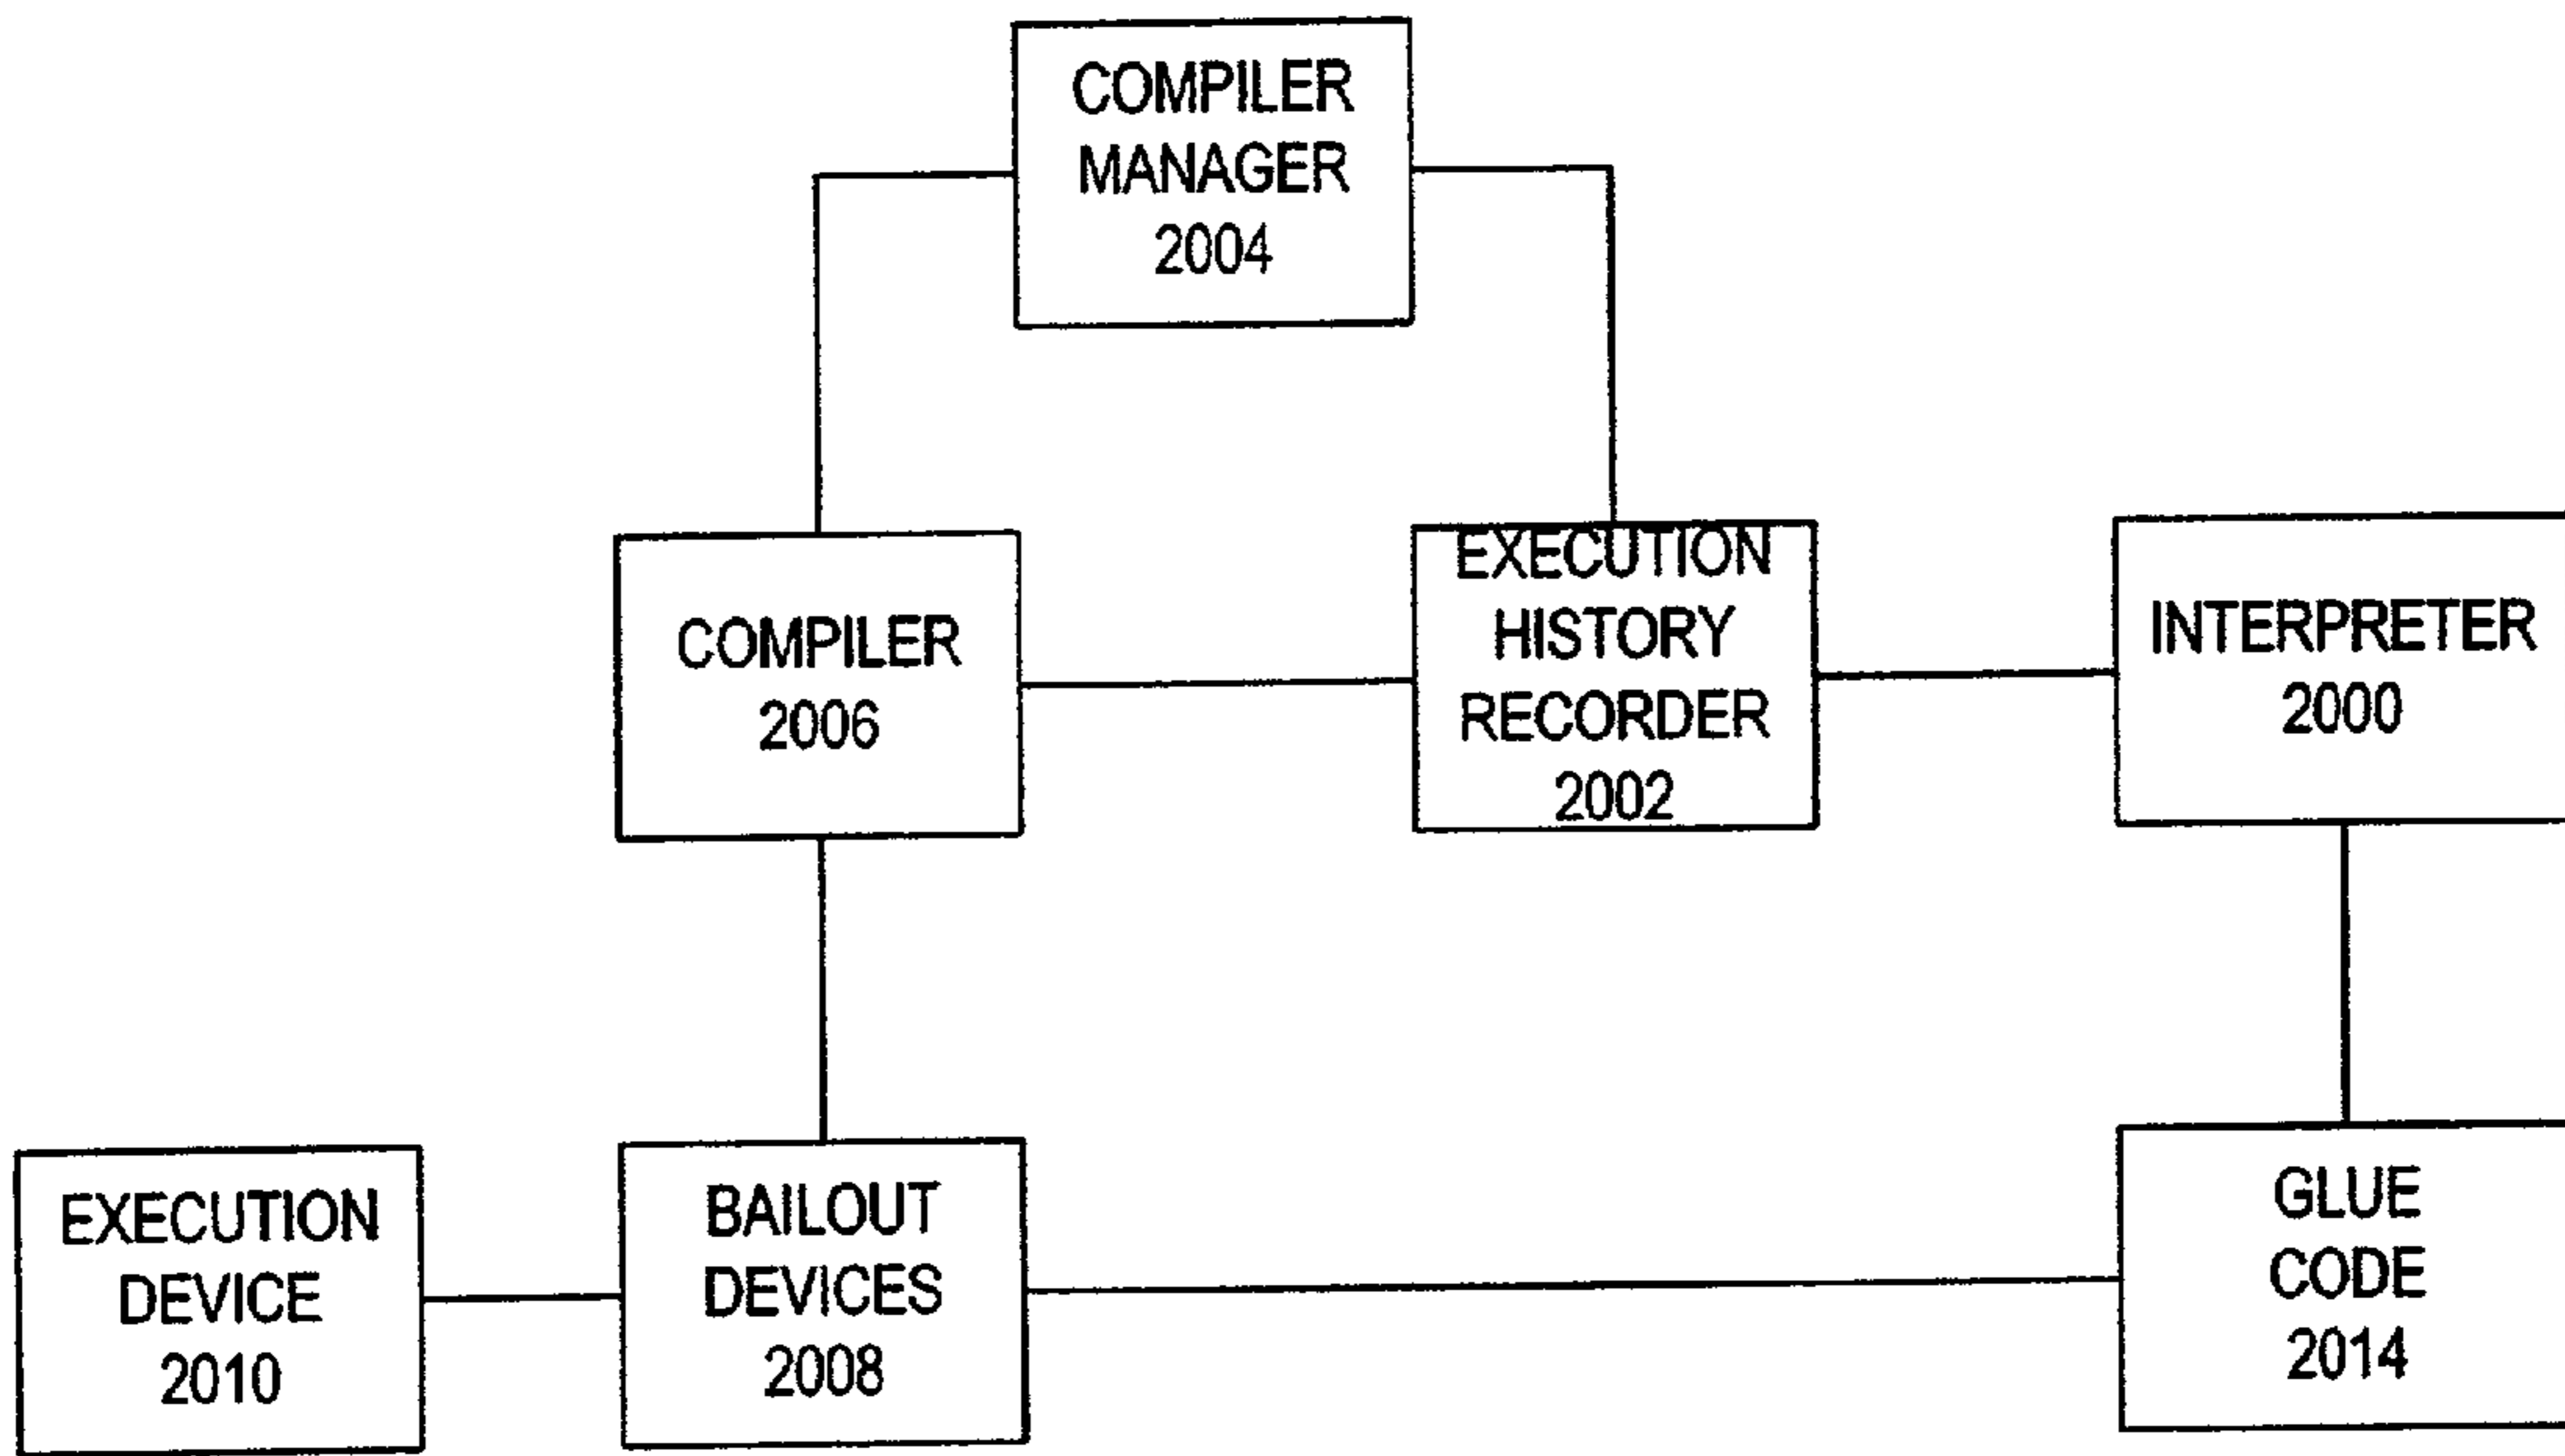 COMPILER
MANAGER
2004
COMPILER
2006
EXECUTION
HISTORY
RECORDER
2002
INTERPRETER
2000
EXECUTION
DEVICE
2010
BAILOUT
DEVICES
2008
GLUE
CODE
2014